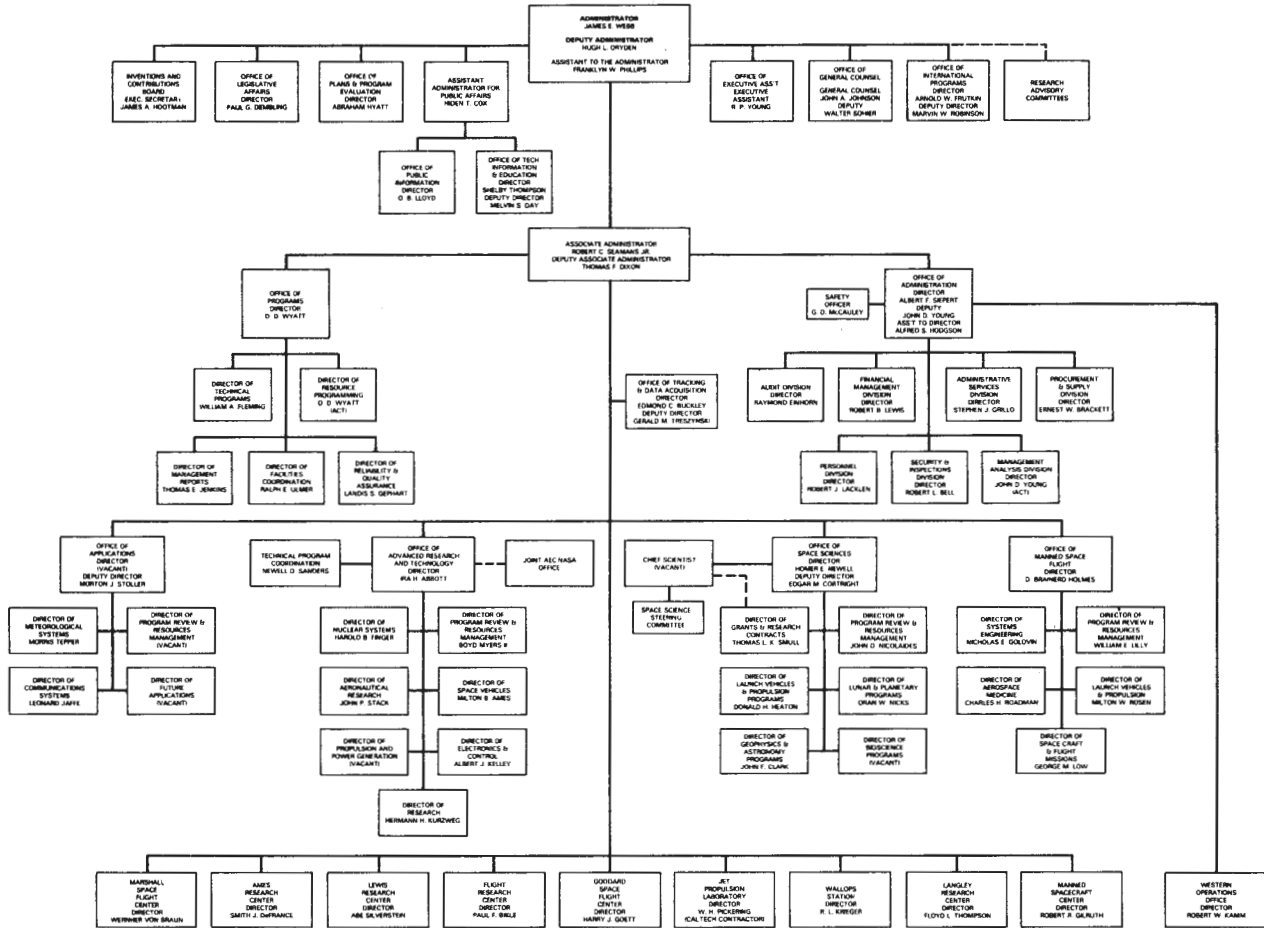 ADMINISTRATOR
JAMES E. WEBB
DEPUTY ADMINISTRATOR
HUGH L. DRYDEN
ASSISTANT TO THE ADMINISTRATOR
FRANKLYN W. PHILLIPS
INVENTIONS AND
CONTRIBUTIONS
BOARD
EXEC. SECRETARY
JAMES A. HOOTMAN
OFFICE OF
LEGISLATIVE
AFFAIRS
DIRECTOR
PAUL G. DEMBLING
OFFICE OF
PLANS & PROGRAM
EVALUATION
DIRECTOR
ABRAHAM HYATT
ASSISTANT
ADMINISTRATOR FOR
PUBLIC AFFAIRS
HIDEN T. COX
OFFICE OF
EXECUTIVE ASS'T
EXECUTIVE
ASSISTANT
R. P. YOUNG
OFFICE OF
GENERAL COUNSEL
GENERAL COUNSEL
JOHN A. JOHNSON
DEPUTY
WALTER SOHIER
OFFICE OF
INTERNATIONAL
PROGRAMS
DIRECTOR
ARNOLD W. FRUTKIN
DEPUTY DIRECTOR
MARVIN W. ROBINSON
RESEARCH
ADVISORY
COMMITTEES
OFFICE OF
PUBLIC
INFORMATION
DIRECTOR
O. B. LLOYD
OFFICE OF TECH
INFORMATION
& EDUCATION
DIRECTOR
SHELBY THOMPSON
DEPUTY DIRECTOR
MELVIN S. DAY
ASSOCIATE ADMINISTRATOR
ROBERT C. SEAMANS JR.
DEPUTY ASSOCIATE ADMINISTRATOR
THOMAS F. DIXON
OFFICE OF
PROGRAMS
DIRECTOR
D. D. WYATT
SAFETY
OFFICER
G. D. McCAULEY
OFFICE OF
ADMINISTRATION
DIRECTOR
ALBERT F. SIEPERT
DEPUTY
JOHN D. YOUNG
ASS'T TO DIRECTOR
ALFRED S. HODGSON
DIRECTOR OF
TECHNICAL
PROGRAMS
WILLIAM A. FLEMING
DIRECTOR OF
RESOURCE
PROGRAMMING
D. D. WYATT
(ACT)
OFFICE OF TRACKING
& DATA ACQUISITION
DIRECTOR
EDMOND C. BUCKLEY
DEPUTY DIRECTOR
GERALD M. TRESZYNSKI
AUDIT DIVISION
DIRECTOR
RAYMOND EINHORN
FINANCIAL
MANAGEMENT
DIVISION
DIRECTOR
ROBERT B. LEWIS
ADMINISTRATIVE
SERVICES
DIVISION
DIRECTOR
STEPHEN J. GRILLO
PROCUREMENT
& SUPPLY
DIVISION
DIRECTOR
ERNEST W. BRACKETT
DIRECTOR OF
MANAGEMENT
REPORTS
THOMAS E. JENKINS
DIRECTOR OF
FACILITIES
COORDINATION
RALPH E. ULMER
DIRECTOR OF
RELIABILITY &
QUALITY
ASSURANCE
LANDIS S. GEPHART
PERSONNEL
DIVISION
DIRECTOR
ROBERT J. LACKLEN
SECURITY &
INSPECTIONS
DIVISION
DIRECTOR
ROBERT L. BELL
MANAGEMENT
ANALYSIS DIVISION
DIRECTOR
JOHN D. YOUNG
(ACT)
OFFICE OF
APPLICATIONS
DIRECTOR
(VACANT)
DEPUTY DIRECTOR
MORTON J. STOLLER
TECHNICAL PROGRAM
COORDINATION
NEWELL D. SANDERS
OFFICE OF
ADVANCED RESEARCH
AND TECHNOLOGY
DIRECTOR
IRA H. ABBOTT
JOINT AEC NASA
OFFICE
CHIEF SCIENTIST
(VACANT)
OFFICE OF
SPACE SCIENCES
DIRECTOR
HOMER E. NEWELL
DEPUTY DIRECTOR
EDGAR M. CORTRIGHT
OFFICE OF
MANNED SPACE
FLIGHT
DIRECTOR
D. BRAINERD HOLMES
DIRECTOR OF
METEOROLOGICAL
SYSTEMS
MORRIS TEPPER
DIRECTOR OF
PROGRAM REVIEW &
RESOURCES
MANAGEMENT
(VACANT)
DIRECTOR OF
NUCLEAR SYSTEMS
HAROLD B. FINGER
DIRECTOR OF
PROGRAM REVIEW &
RESOURCES
MANAGEMENT
BOYD MYERS II
SPACE SCIENCE
STEERING
COMMITTEE
DIRECTOR OF
GRANTS & RESEARCH
CONTRACTS
THOMAS L. K. SMULL
DIRECTOR OF
PROGRAM REVIEW &
RESOURCES
MANAGEMENT
JOHN D. NICOLAIDES
DIRECTOR OF
SYSTEMS
ENGINEERING
NICHOLAS E. GOLOVIN
DIRECTOR OF
PROGRAM REVIEW &
RESOURCES
MANAGEMENT
WILLIAM E. LILLY
DIRECTOR OF
COMMUNICATIONS
SYSTEMS
LEONARD JAFFE
DIRECTOR OF
FUTURE
APPLICATIONS
(VACANT)
DIRECTOR OF
AERONAUTICAL
RESEARCH
JOHN P. STACK
DIRECTOR OF
SPACE VEHICLES
MILTON B. AMES
DIRECTOR OF
LAUNCH VEHICLES
& PROPULSION
PROGRAMS
DONALD H. HEATON
DIRECTOR OF
LUNAR & PLANETARY
PROGRAMS
ORAN W. NICKS
DIRECTOR OF
AEROSPACE
MEDICINE
CHARLES H. ROADMAN
DIRECTOR OF
LAUNCH VEHICLES
& PROPULSION
MILTON W. ROSEN
DIRECTOR OF
PROPULSION AND
POWER GENERATION
(VACANT)
DIRECTOR OF
ELECTRONICS &
CONTROL
ALBERT J. KELLEY
DIRECTOR OF
GEOPHYSICS &
ASTRONOMY
PROGRAMS
JOHN F. CLARK
DIRECTOR OF
BIOSCIENCE
PROGRAMS
(VACANT)
DIRECTOR OF
SPACE CRAFT
& FLIGHT
MISSIONS
GEORGE M. LOW
DIRECTOR OF
RESEARCH
HERMANN H. KURZWEG
MARSHALL
SPACE
FLIGHT
CENTER
DIRECTOR
WERNHER VON BRAUN
AMES
RESEARCH
CENTER
DIRECTOR
SMITH J. DeFRANCE
LEWIS
RESEARCH
CENTER
DIRECTOR
ABE SILVERSTEIN
FLIGHT
RESEARCH
CENTER
DIRECTOR
PAUL F. BIKLE
GODDARD
SPACE
FLIGHT
CENTER
DIRECTOR
HARRY J. GOETT
JET
PROPULSION
LABORATORY
DIRECTOR
W. H. PICKERING
(CAL TECH CONTRACTOR)
WALLOPS
STATION
DIRECTOR
R. L. KRIEGER
LANGLEY
RESEARCH
CENTER
DIRECTOR
FLOYD L. THOMPSON
MANNED
SPACECRAFT
CENTER
DIRECTOR
ROBERT R. GILRUTH
WESTERN
OPERATIONS
OFFICE
DIRECTOR
ROBERT W. KAMM